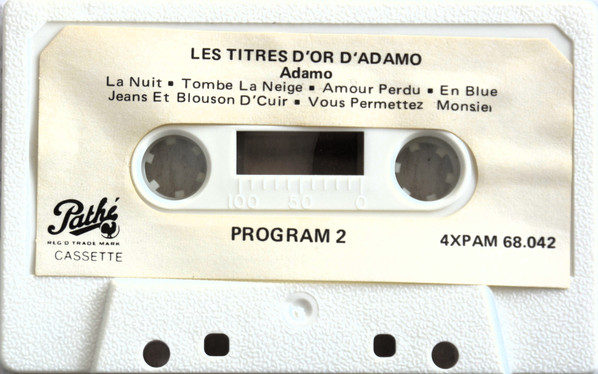 LES TITRES D'OR D'ADAMO
Adamo
La Nuit ▪ Tombe La Neige ▪ Amour Perdu ▪ En Blue
Jeans Et Blouson D'Cuir ▪ Vous Permettez Monsiei
100 50 0
Pathé
REG'D TRADE MARK
CASSETTE
PROGRAM 2
4XPAM 68.042